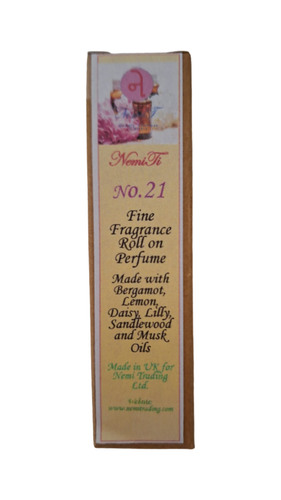 ને
NemiTi
No.21
Fine
Fragrance
Roll on
Perfume
Made with
Bergamot,
Lemon,
Daisy, Lilly,
Sandlewood
and Musk
Oils
Made in UK for
Nemi Trading
Ltd.
Website:
www.nemitrading.com